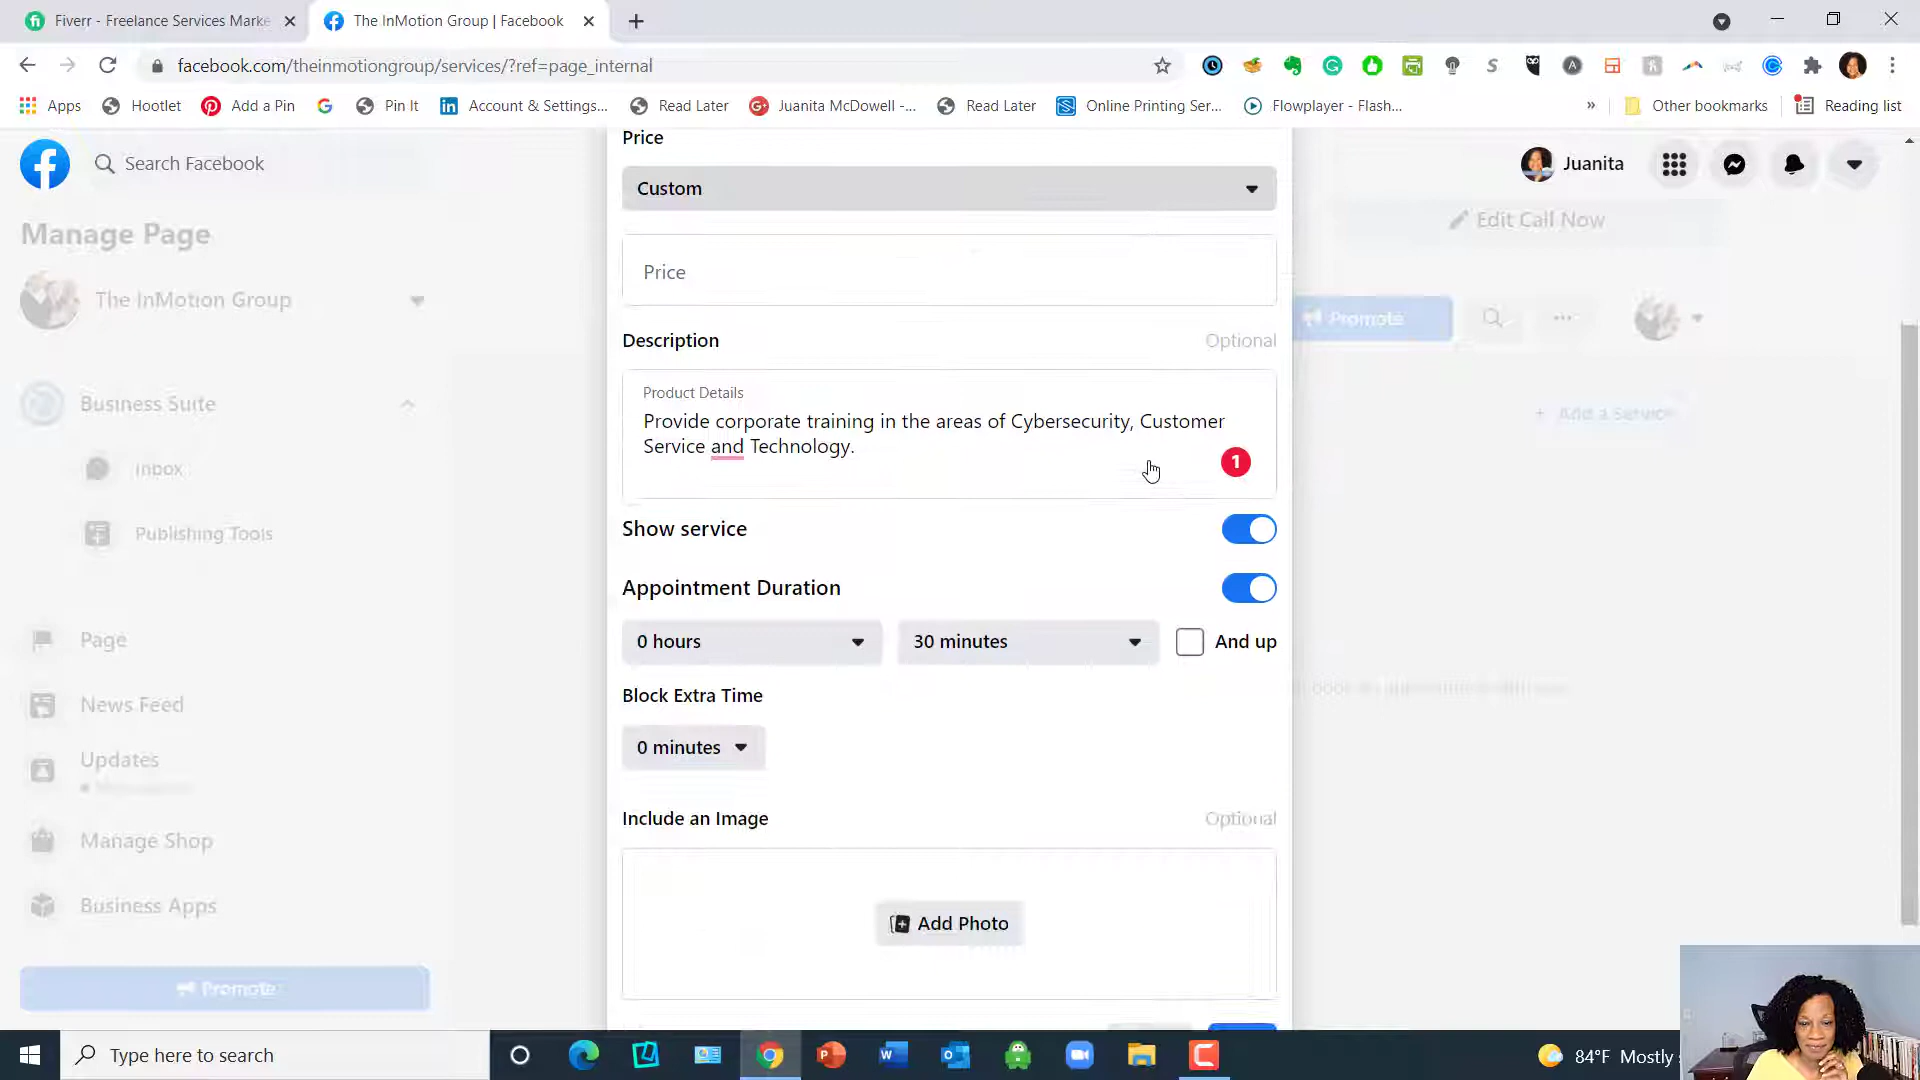 Fiverr - Freelance Services Marke
The InMotion Group | Facebook
facebook.com/theinmotiongroup/services/?ref=page_internal
Apps
Hootlet
Add a Pin
Pin It
Account & Settings...
Read Later
Juanita McDowell -...
Read Later
Online Printing Ser...
Flowplayer - Flash...
»
Other bookmarks
Reading list
Search Facebook
Juanita
Manage Page
The InMotion Group
Business Suite
Inbox
Publishing Tools
Page
News Feed
Updates
Manage Shop
Business Apps
Promote
Price
Custom
Price
Description
Optional
Product Details
Provide corporate training in the areas of Cybersecurity, Customer
Service and Technology.
1
Show service
Appointment Duration
0 hours
30 minutes
And up
Block Extra Time
0 minutes
Include an Image
Optional
Add Photo
Edit Call Now
Promote
+ Add a Service
Type here to search
84°F Mostly